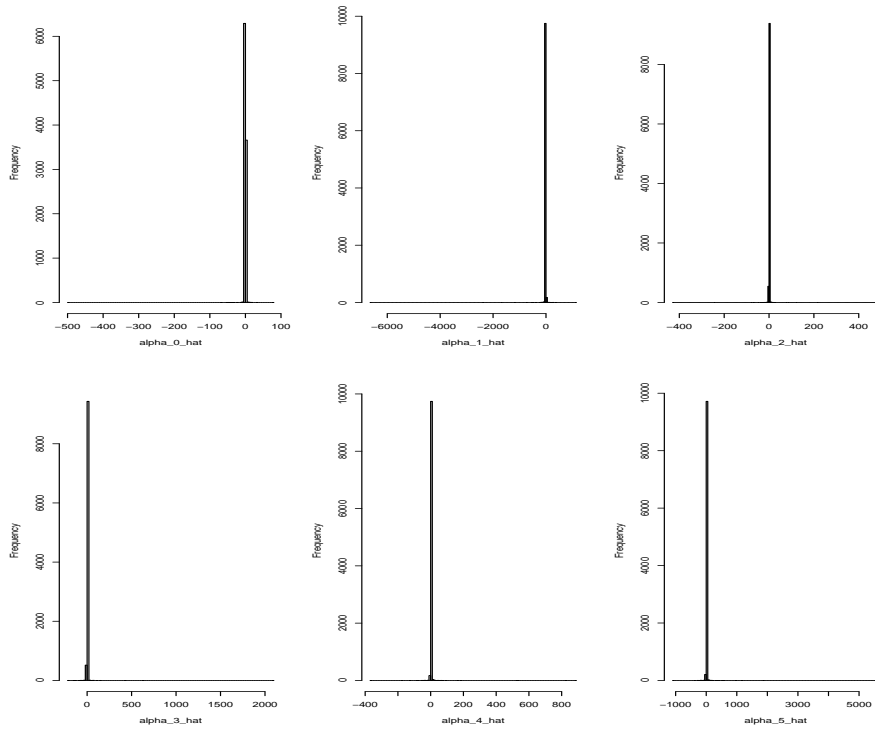 Frequency
0 1000 2000 3000 4000 5000 6000
−500 −400 −300 −200 −100 0 100
alpha_0_hat
Frequency
0 2000 4000 6000 8000 10000
−6000 −4000 −2000 0
alpha_1_hat
Frequency
0 2000 4000 6000 8000
−400 −200 0 200 400
alpha_2_hat
Frequency
0 2000 4000 6000 8000
0 500 1000 1500 2000
alpha_3_hat
Frequency
0 2000 4000 6000 8000 10000
−400 0 200 400 600 800
alpha_4_hat
Frequency
0 2000 4000 6000 8000 10000
−1000 0 1000 3000 5000
alpha_5_hat